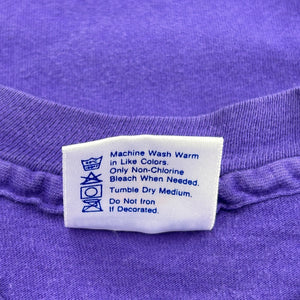 Machine Wash Warm
in Like Colors.
Only Non-Chlorine
Bleach When Needed.
Tumble Dry Medium.
Do Not Iron
If Decorated.